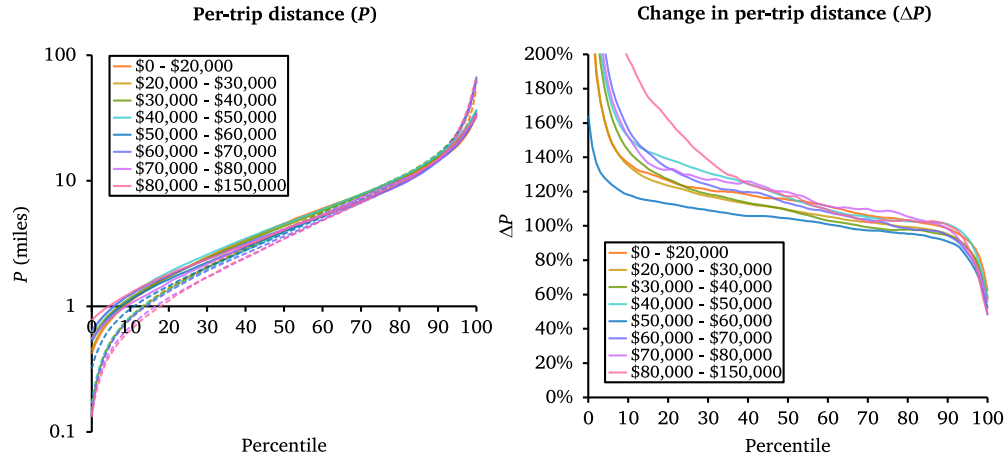 Per-trip distance (P)
100
10
1
0.1
P (miles)
$0 - $20,000
$20,000 - $30,000
$30,000 - $40,000
$40,000 - $50,000
$50,000 - $60,000
$60,000 - $70,000
$70,000 - $80,000
$80,000 - $150,000
0 10 20 30 40 50 60 70 80 90 100
Percentile
Change in per-trip distance (ΔP)
200%
180%
160%
140%
120%
100%
80%
60%
40%
20%
0%
ΔP
$0 - $20,000
$20,000 - $30,000
$30,000 - $40,000
$40,000 - $50,000
$50,000 - $60,000
$60,000 - $70,000
$70,000 - $80,000
$80,000 - $150,000
0 10 20 30 40 50 60 70 80 90 100
Percentile